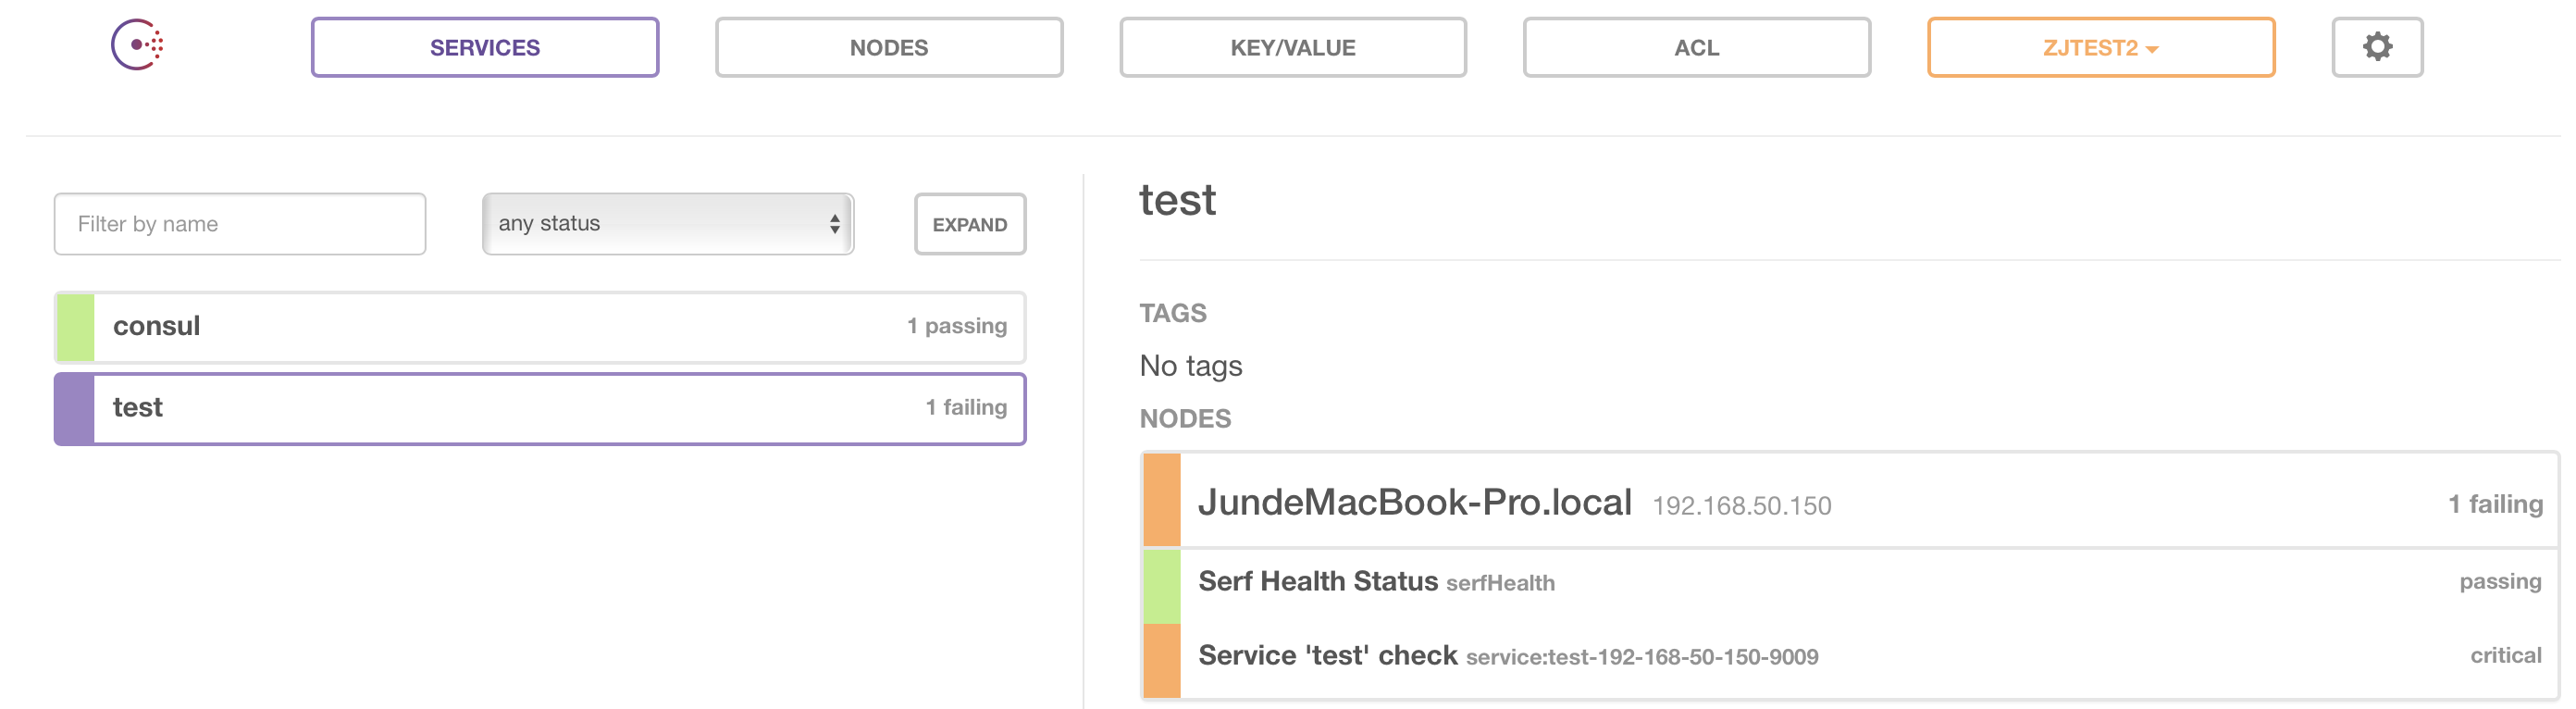 SERVICES NODES KEY/VALUE ACL ZJTEST2
Filter by name any status EXPAND
consul 1 passing
test 1 failing
test
TAGS
No tags
NODES
JundeMacBook-Pro.local 192.168.50.150 1 failing
Serf Health Status serfHealth passing
Service 'test' check service:test-192-168-50-150-9009 critical